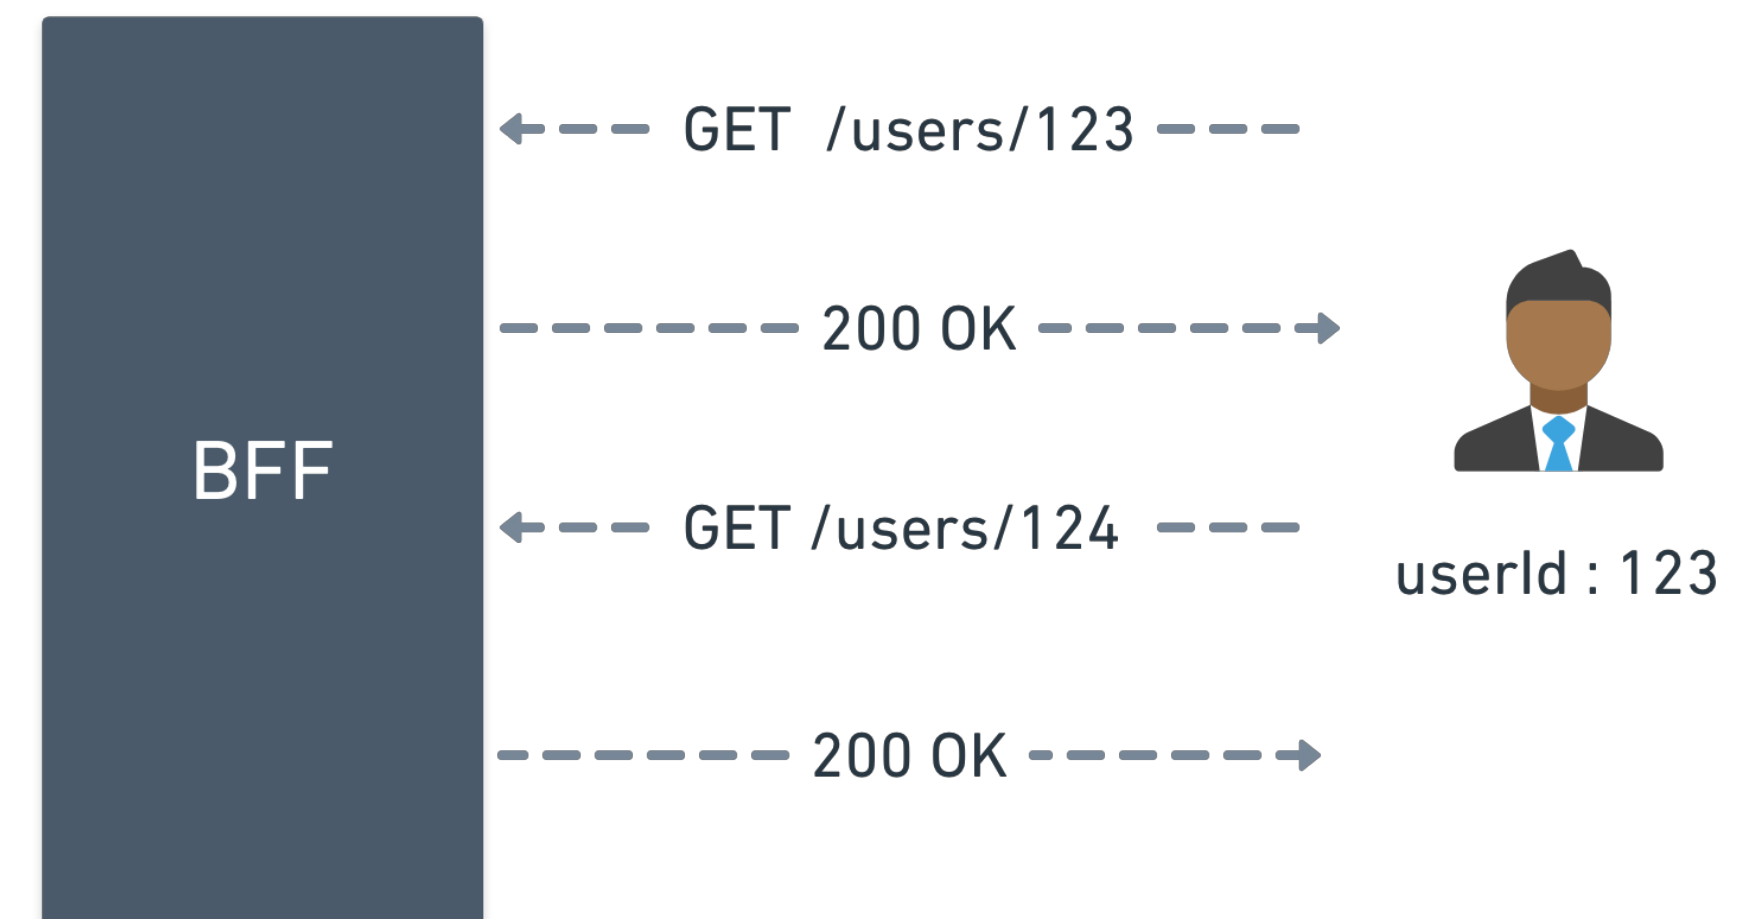 GET /users/123
200 OK
BFF
GET /users/124
userId : 123
200 OK